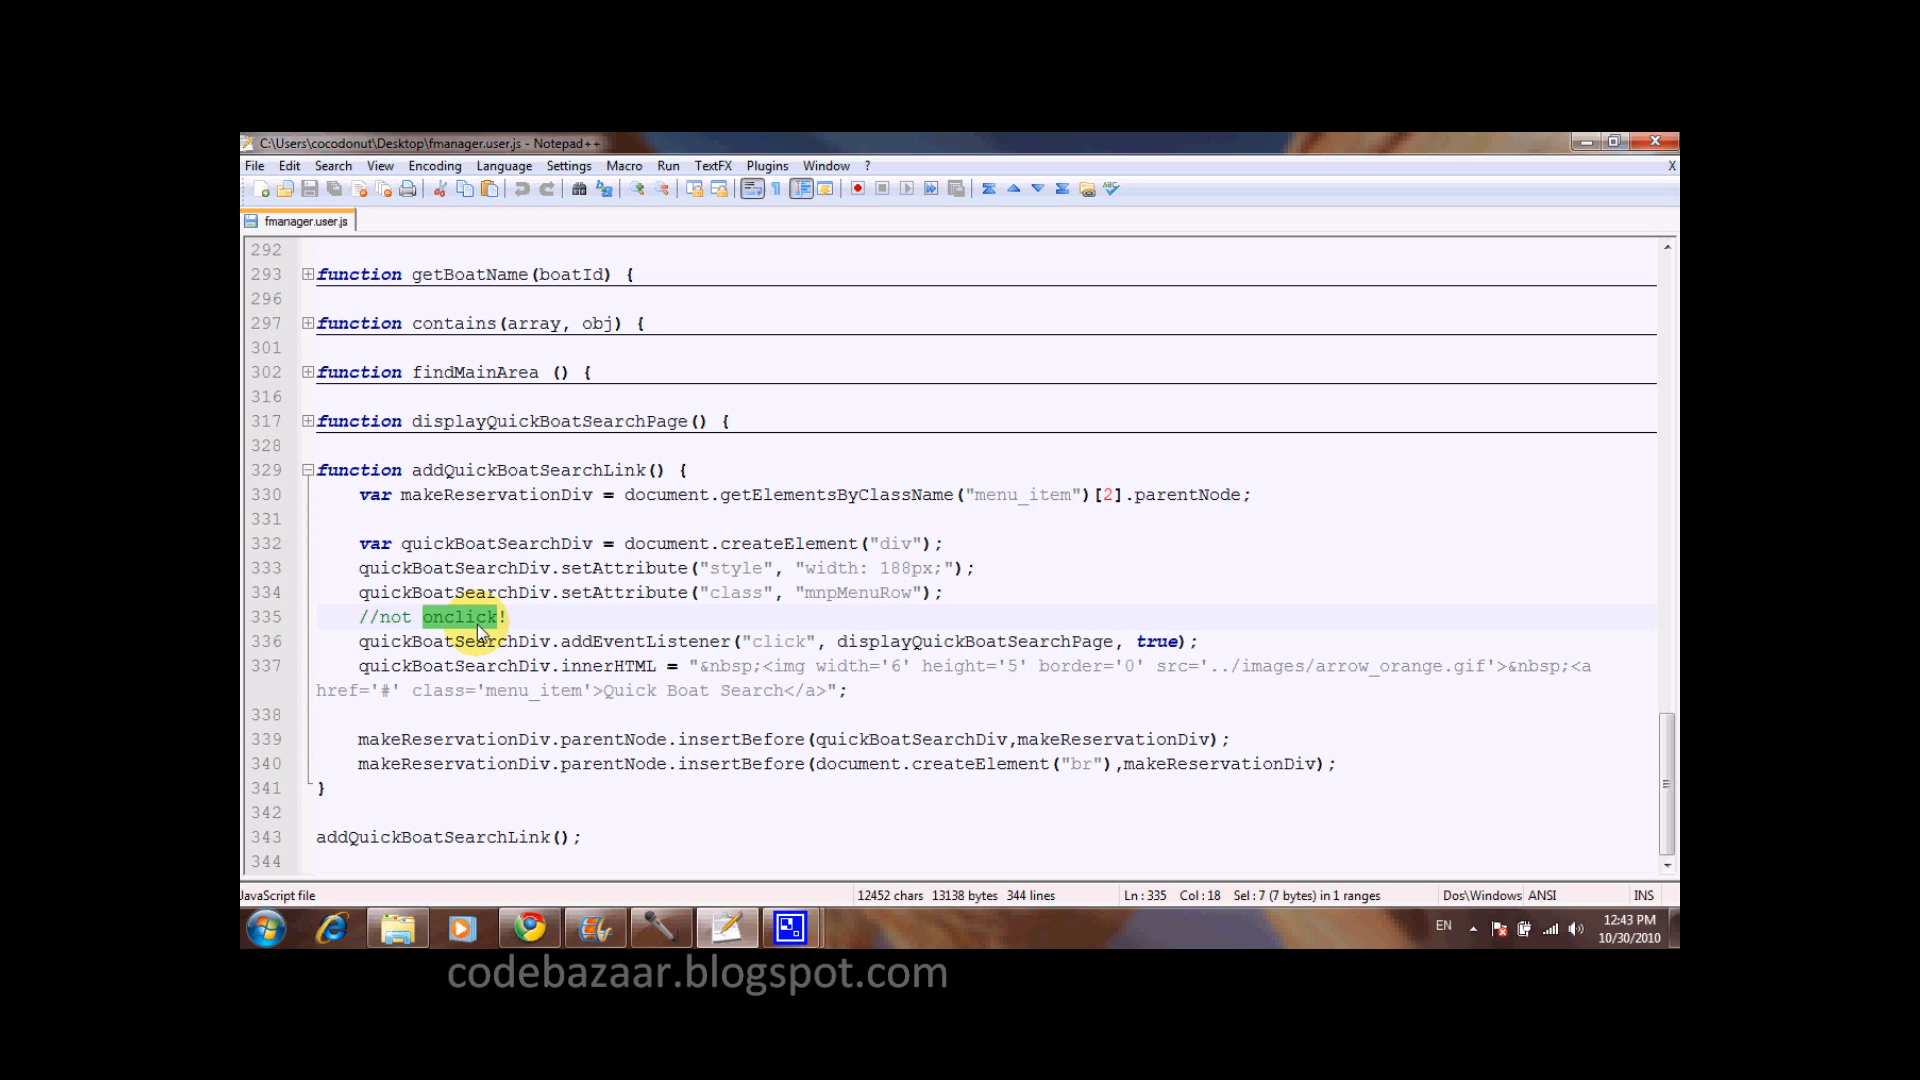 C:\Users\cocodonut\Desktop\fmanager.user.js - Notepad++
File Edit Search View Encoding Language Settings Macro Run TextFX Plugins Window ? X
fmanager.user.js
292
293 function getBoatName(boatId) {
296
297 function contains(array, obj) {
301
302 function findMainArea () {
316
317 function displayQuickBoatSearchPage() {
328
329 function addQuickBoatSearchLink() {
330 var makeReservationDiv = document.getElementsByClassName("menu_item")[2].parentNode;
331
332 var quickBoatSearchDiv = document.createElement("div");
333 quickBoatSearchDiv.setAttribute("style", "width: 188px;");
334 quickBoatSearchDiv.setAttribute("class", "mnpMenuRow");
335 //not onclick!
336 quickBoatSearchDiv.addEventListener("click", displayQuickBoatSearchPage, true);
337 quickBoatSearchDiv.innerHTML = "&nbsp;<img width='6' height='5' border='0' src='../images/arrow_orange.gif'>&nbsp;<a
href='#' class='menu_item'>Quick Boat Search</a>";
338
339 makeReservationDiv.parentNode.insertBefore(quickBoatSearchDiv,makeReservationDiv);
340 makeReservationDiv.parentNode.insertBefore(document.createElement("br"),makeReservationDiv);
341 }
342
343 addQuickBoatSearchLink();
344
JavaScript file 12452 chars 13138 bytes 344 lines Ln : 335 Col : 18 Sel : 7 (7 bytes) in 1 ranges Dos\Windows ANSI INS
EN 12:43 PM
10/30/2010
codebazaar.blogspot.com